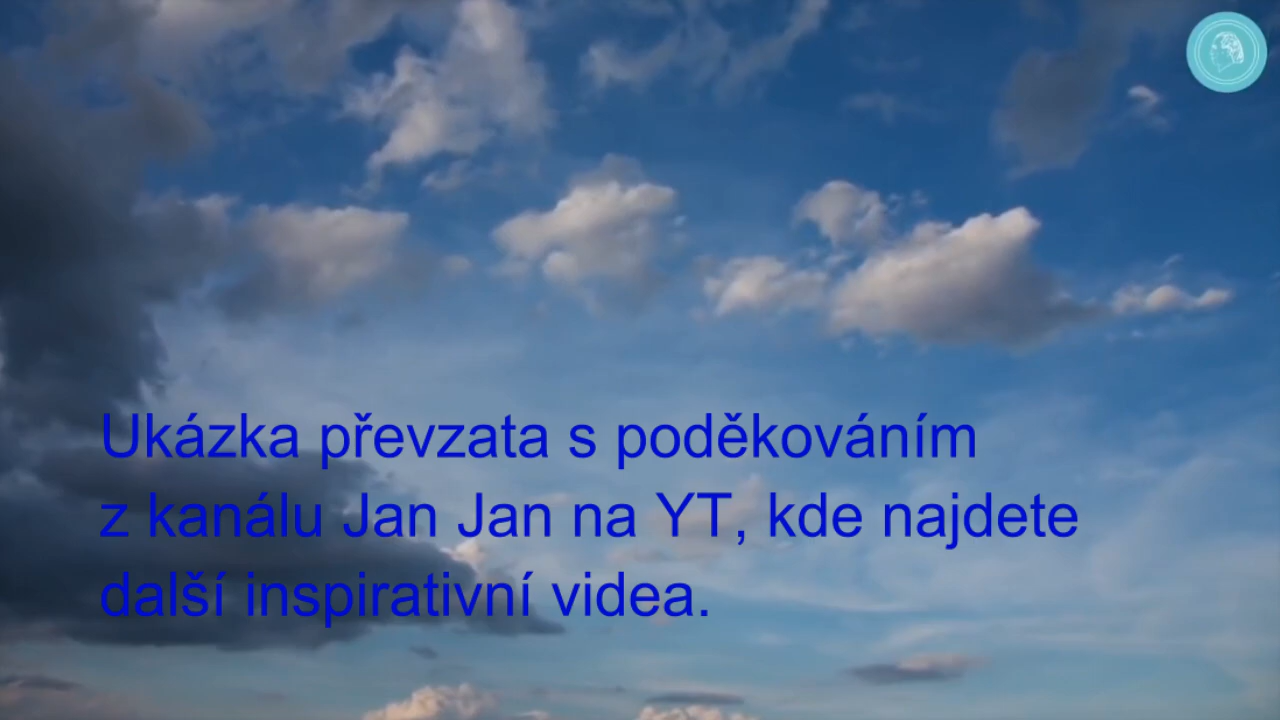 Ukázka převzata s poděkováním
z kanálu Jan Jan na YT, kde najdete
další inspirativní videa.